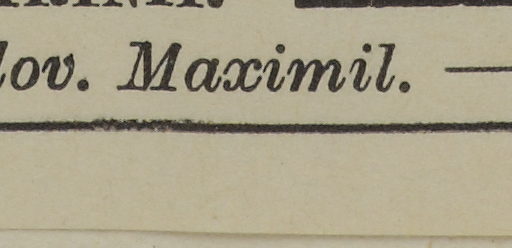 lov. Maximil. —